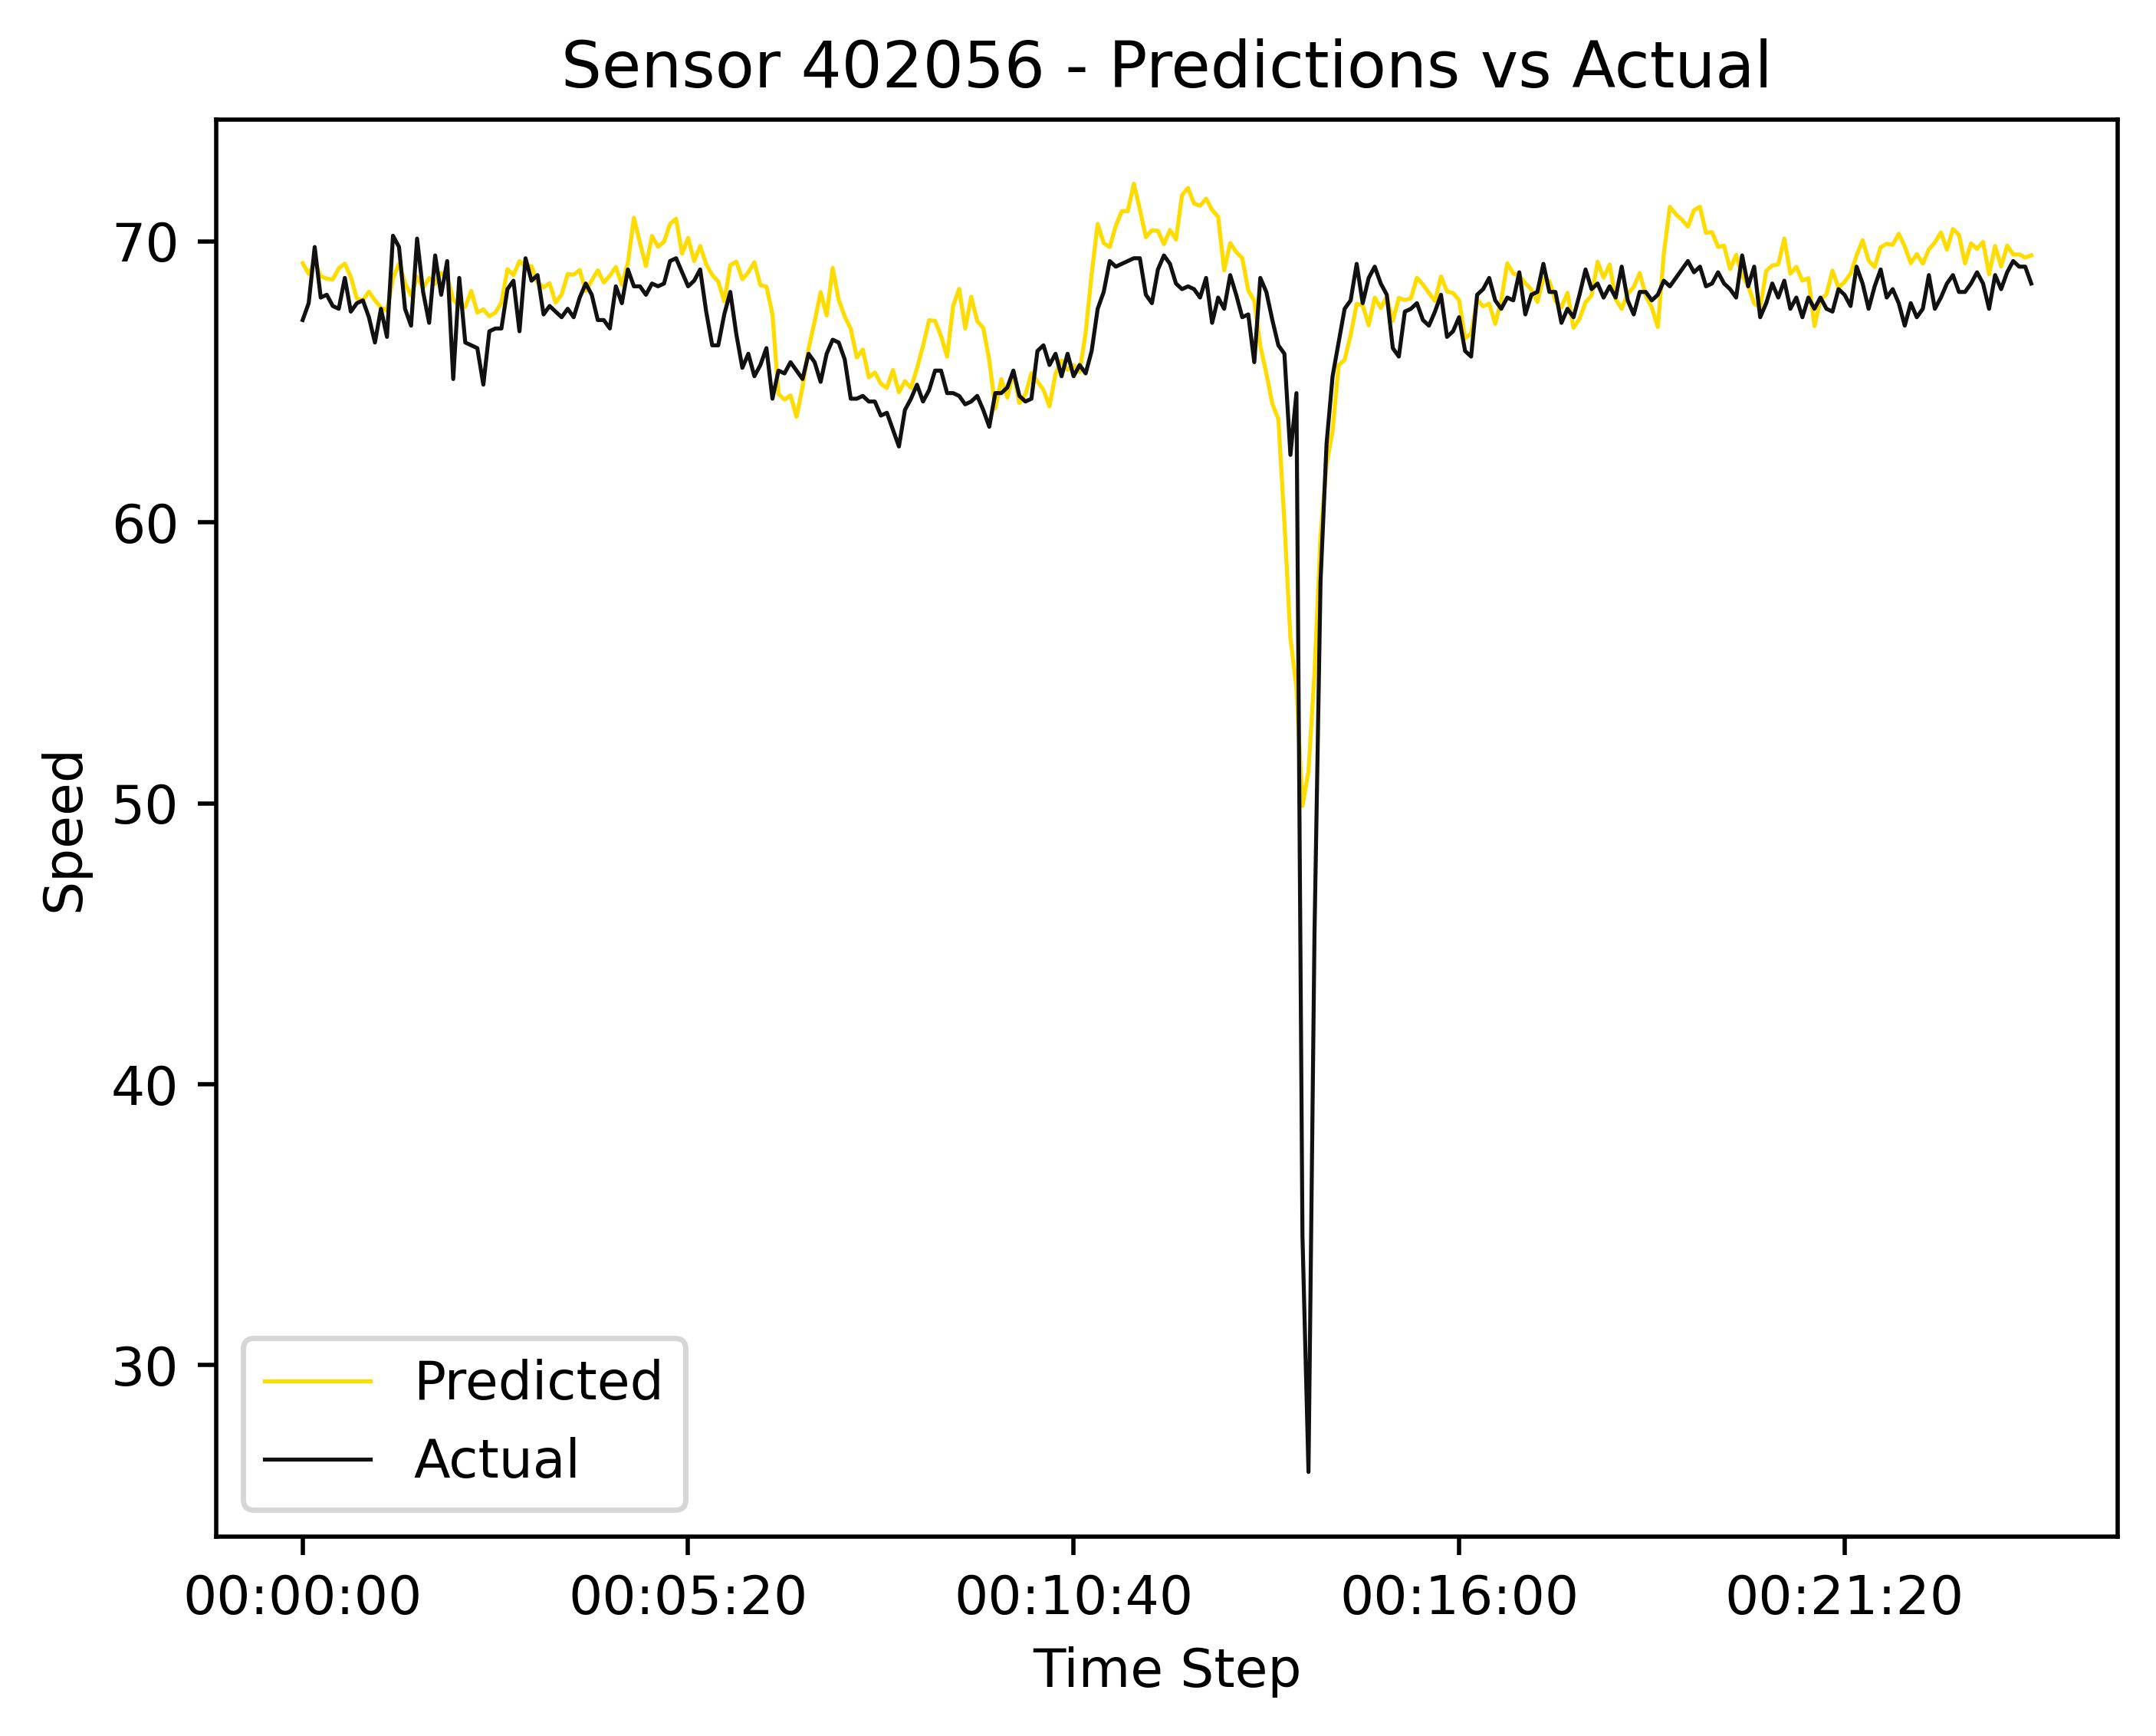 Sensor 402056 - Predictions vs Actual
70
60
50
40
30
Speed
Predicted
Actual
00:00:00 00:05:20 00:10:40 00:16:00 00:21:20
Time Step